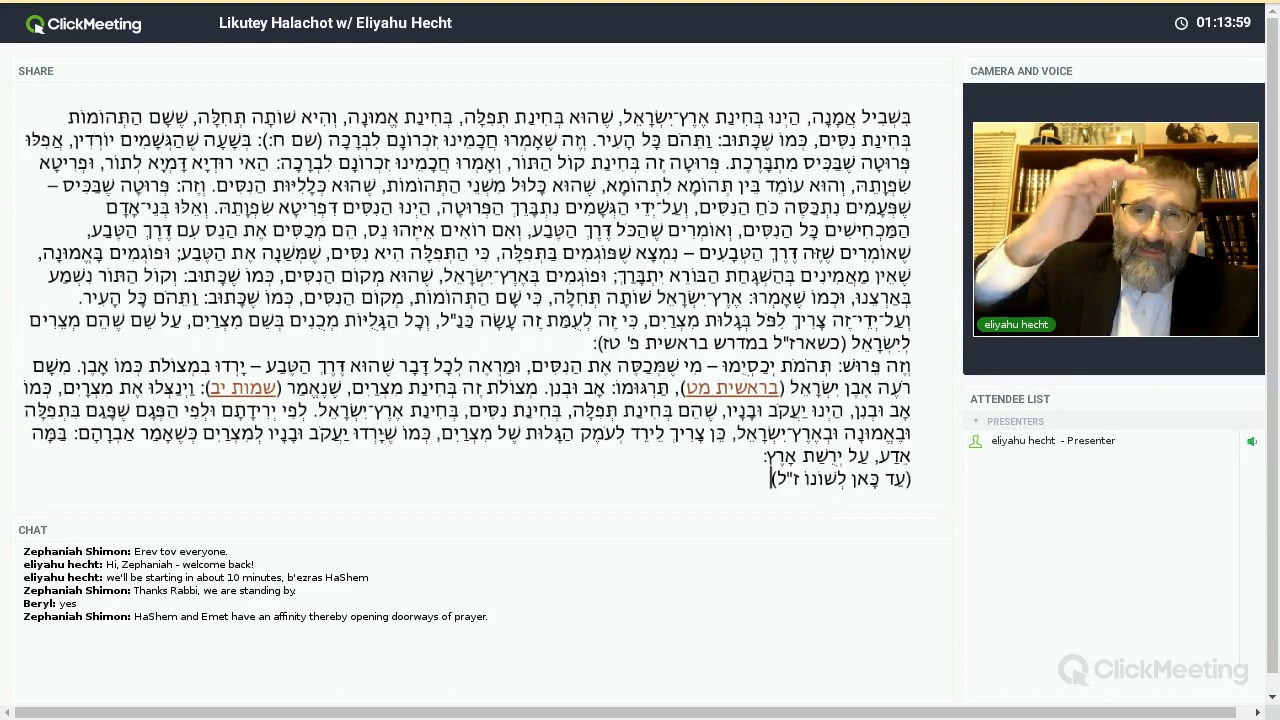 ClickMeeting
Likutey Halachot w/ Eliyahu Hecht
01:13:59
SHARE
בִּשְׁבִיל אֲמָנָה, הַיְנוּ בְּחִינַת אֶרֶץ־יִשְׂרָאֵל, שֶׁהוּא בְּחִינַת תְּפִלָּה, בְּחִינַת אֱמוּנָה, וְהִיא שׁוֹתָה תְּחִלָּה, שֶׁשָּׁם הַתְּהוֹמוֹת
בְּחִינַת נִסִּים, כְּמוֹ שֶׁכָּתוּב: וַתֵּהֹם כָּל הָעִיר. וְזֶה שֶׁאָמְרוּ חֲכָמֵינוּ זִכְרוֹנָם לִבְרָכָה (שם ח:): בְּשָׁעָה שֶׁהַגְּשָׁמִים יוֹרְדִין, אֲפִלּוּ
פְּרוּטָה שֶׁבַּכִּיס מִתְבָּרֶכֶת־פְּרוּטָה זֶה בְּחִינַת קוֹל הַתּוֹר, וְאָמְרוּ חֲכָמֵינוּ זִכְרוֹנָם לִבְרָכָה: הַאי רוּדְיָא דָּמְיָא לְתוֹר, וּפְרִיטָא
שִׂפְוָתֵהּ, וְהוּא עוֹמֵד בֵּין תְּהוֹמָא לִתְהוֹמָא, שֶׁהוּא כָּלוּל מִשְּׁנֵי הַתְּהוֹמוֹת, שֶׁהוּא כְּלָלִיּוּת הַנִּסִּים. וְזֶה: פְּרוּטָה שֶׁבַּכִּיס –
שֶׁפְּעָמִים נִתְכַּסֶּה כֹּחַ הַנִּסִּים, וְעַל־יְדֵי הַגְּשָׁמִים נִתְבָּרֵךְ הַפְּרוּטָה, הַיְנוּ הַנִּסִּים דִּפְרִיטָא שִׂפְוָתֵהּ. וְאֵלּוּ בְּנֵי־אָדָם
הַמַּכְחִישִׁים כָּל הַנִּסִּים, וְאוֹמְרִים שֶׁהַכֹּל דֶּרֶךְ הַטֶּבַע, וְאִם רוֹאִים אֵיזֶהוּ נֵס, הֵם מְכַסִּים אֶת הַנֵּס עִם דֶּרֶךְ הַטֶּבַע,
שֶׁאוֹמְרִים שֶׁזֶּה דֶּרֶךְ הַטְּבָעִים – נִמְצָא שֶׁפּוֹגְמִים בַּתְּפִלָּה, כִּי הַתְּפִלָּה הִיא נִסִּים, שֶׁמְּשַׁנָּה אֶת הַטֶּבַע; וּפוֹגְמִים בָּאֱמוּנָה,
שֶׁאֵין מַאֲמִינִים בְּהַשְׁגָּחַת הַבּוֹרֵא יִתְבָּרַךְ; וּפוֹגְמִים בְּאֶרֶץ־יִשְׂרָאֵל, שֶׁהוּא מְקוֹם הַנִּסִּים, כְּמוֹ שֶׁכָּתוּב: וְקוֹל הַתּוֹר נִשְׁמַע
בְּאַרְצֵנוּ, וּכְמוֹ שֶׁאָמְרוּ: אֶרֶץ־יִשְׂרָאֵל שׁוֹתָה תְּחִלָּה, כִּי שָׁם הַתְּהוֹמוֹת, מְקוֹם הַנִּסִּים, כְּמוֹ שֶׁכָּתוּב: וַתֵּהֹם כָּל הָעִיר.
וְעַל־יְדֵי־זֶה צָרִיךְ לִפֹּל בְּגָלוּת מִצְרַיִם, כִּי זֶה לְעֻמַּת זֶה עָשָׂה כַּנַּ"ל, וְכָל הַגָּלֻיּוֹת מְכֻנִּים בְּשֵׁם מִצְרַיִם, עַל שֵׁם שֶׁהֵם מְצֵרִים
לְיִשְׂרָאֵל (כשארז"ל במדרש בראשית פ' טז):
וְזֶה פֵּרוּשׁ: תְּהֹמֹת יְכַסְיֻמוּ – מִי שֶׁמְּכַסֶּה אֶת הַנִּסִּים, וּמַרְאֶה לְכָל דָּבָר שֶׁהוּא דֶּרֶךְ הַטֶּבַע – יָרְדוּ בִמְצוֹלֹת כְּמוֹ אָבֶן. מִשָּׁם
רֹעֶה אֶבֶן יִשְׂרָאֵל (בראשית מט), תַּרְגּוּמוֹ: אָב וּבְנִן. מְצוֹלֹת זֶה בְּחִינַת מִצְרַיִם, שֶׁנֶּאֱמַר (שמות יב): וַיְנַצְּלוּ אֶת מִצְרָיִם, כְּמוֹ
אָב וּבְנִן, הַיְנוּ יַעֲקֹב וּבָנָיו, שֶׁהֵם בְּחִינַת תְּפִלָּה, בְּחִינַת נִסִּים, בְּחִינַת אֶרֶץ־יִשְׂרָאֵל. לְפִי יְרִידָתָם וּלְפִי הַפְּגָם שֶׁפָּגַם בִּתְפִלָּה
וּבֶאֱמוּנָה וּבְאֶרֶץ־יִשְׂרָאֵל, כֵּן צָרִיךְ לֵירֵד לְעֹמֶק הַגָּלוּת שֶׁל מִצְרַיִם, כְּמוֹ שֶׁיָּרְדוּ יַעֲקֹב וּבָנָיו לְמִצְרַיִם כְּשֶׁאָמַר אַבְרָהָם: בַּמָּה
אֵדַע, עַל יְרֻשַּׁת אָרֶץ:
(עַד כָּאן לְשׁוֹנוֹ ז"ל)
CAMERA AND VOICE
eliyahu hecht
ATTENDEE LIST
PRESENTERS
eliyahu hecht - Presenter
CHAT
Zephaniah Shimon: Erev tov everyone.
eliyahu hecht: Hi, Zephaniah - welcome back!
eliyahu hecht: we'll be starting in about 10 minutes, b'ezras HaShem
Zephaniah Shimon: Thanks Rabbi, we are standing by.
Beryl: yes
Zephaniah Shimon: HaShem and Emet have an affinity thereby opening doorways of prayer.
ClickMeeting